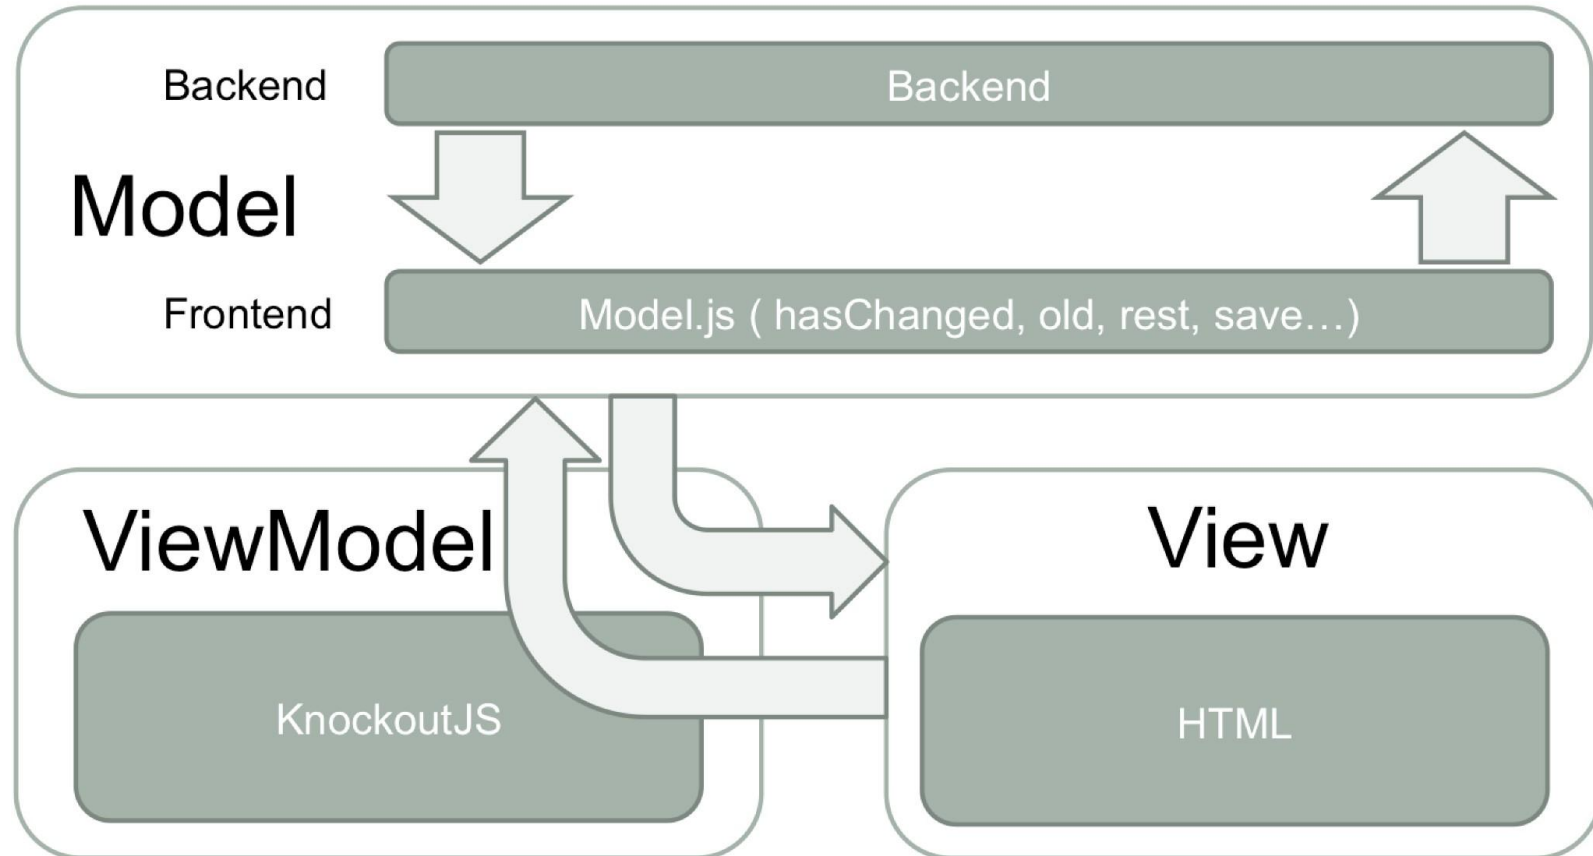 Backend
Backend
Model
Frontend
Model.js ( hasChanged, old, rest, save…)
ViewModel
View
KnockoutJS
HTML